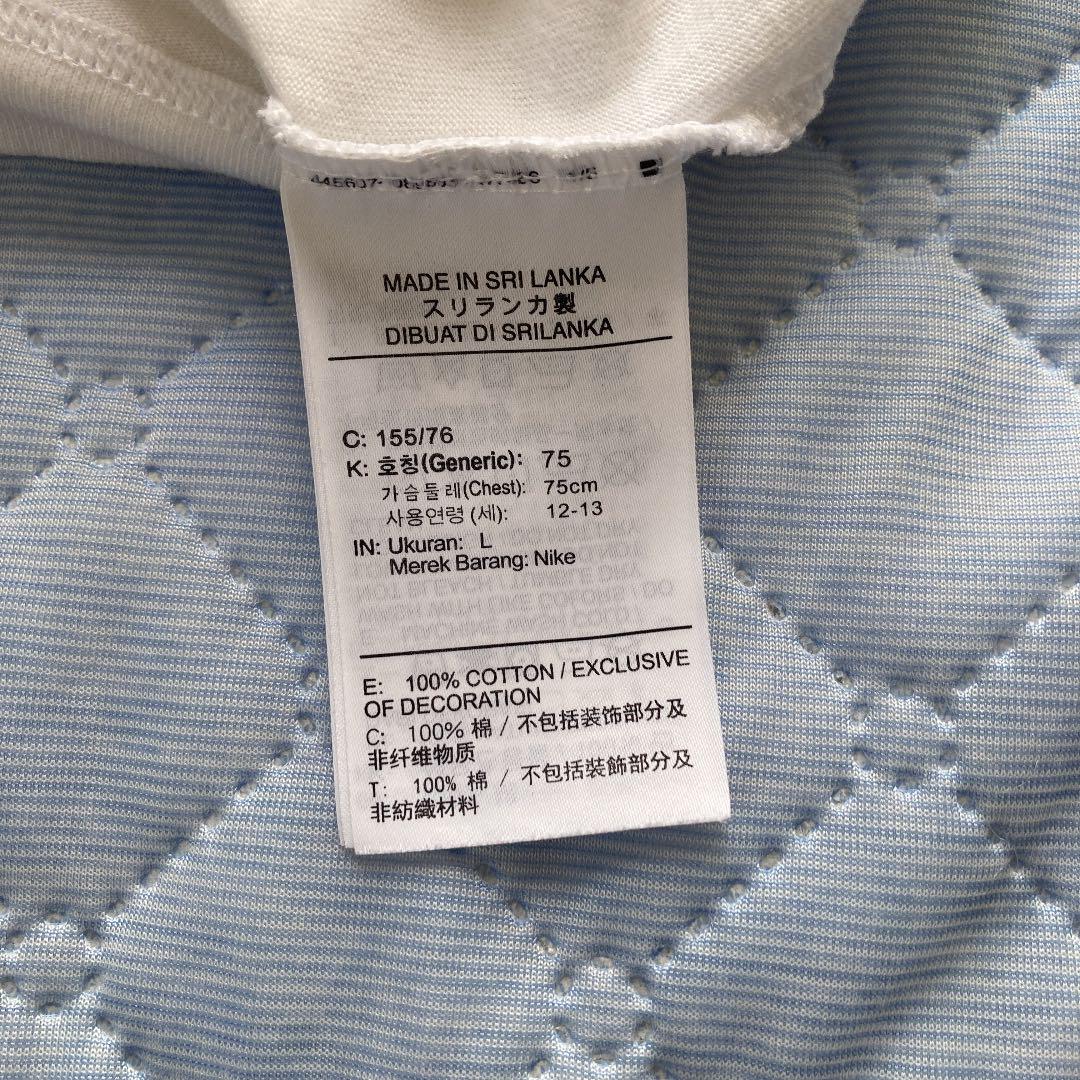 MADE IN SRI LANKA
スリランカ製
DIBUAT DI SRILANKA
C: 155/76
K: 호칭(Generic): 75
가슴둘레(Chest): 75cm
사용연령 (세): 12-13
IN: Ukuran: L
Merek Barang: Nike
E: 100% COTTON / EXCLUSIVE
OF DECORATION
C: 100% 棉 / 不包括装饰部分及
非纤维物质
T: 100% 棉 / 不包括裝飾部分及
非紡織材料